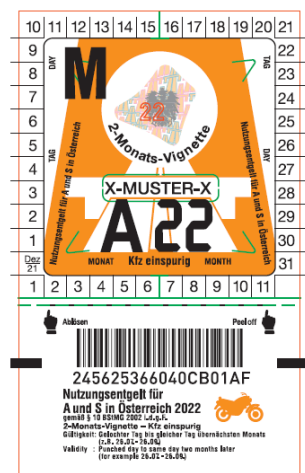 10 11 12 13 14 15 16 17 18 19 20 21
9 22
8 23
7 24
6 25
5 26
4 27
3 28
2 29
1 30
Dez 21 31
1 2 3 4 5 6 7 8 9 10 11
DAY
TAG
M
22
2-Monats-Vignette
TAG
DAY
Nutzungsentgelt für A und S in Österreich
Nutzungsentgelt für A und S in Österreich
X-MUSTER-X
A 22
MONAT Kfz einspurig MONTH
Ablösen Peel off
245625366040CB01AF
Nutzungsentgelt für
A und S in Österreich 2022
gemäß § 10 BStMG 2002 i.d.g.F.
2-Monats-Vignette – Kfz einspurig
Gültigkeit: Gelochter Tag bis gleicher Tag übernächsten Monats
(z.B. 26.07.-26.09.)
Validity : Punched day to same day two months later
(for example 26.07.-26.09.)